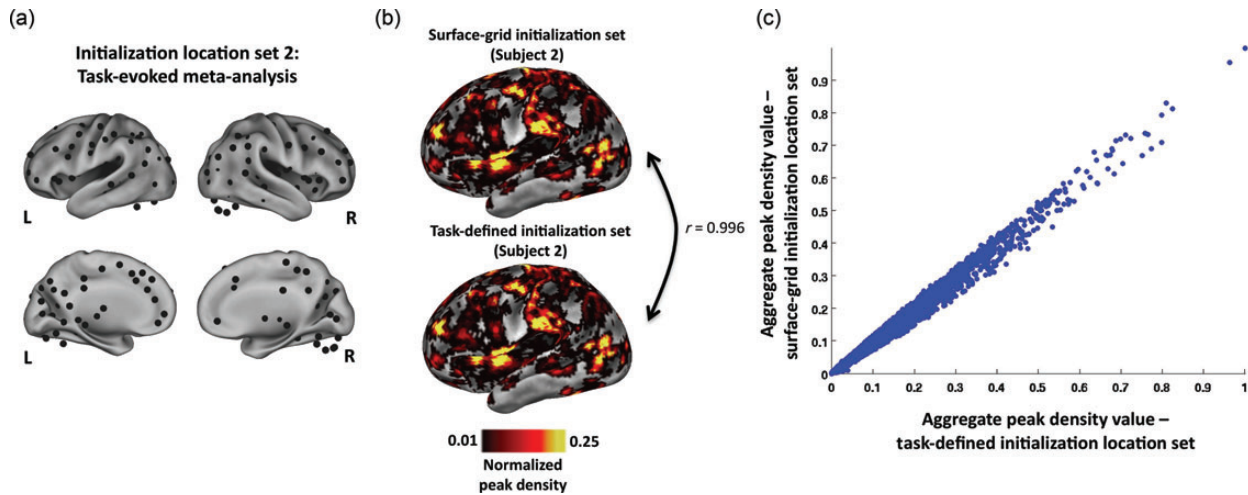 (a)
Initialization location set 2:
Task-evoked meta-analysis
L
R
L
R
(b)
Surface-grid initialization set
(Subject 2)
Task-defined initialization set
(Subject 2)
r = 0.996
0.01
0.25
Normalized
peak density
(c)
Aggregate peak density value –
surface-grid initialization location set
0.9
0.8
0.7
0.6
0.5
0.4
0.3
0.2
0.1
0
0
0.1
0.2
0.3
0.4
0.5
0.6
0.7
0.8
0.9
1
Aggregate peak density value –
task-defined initialization location set